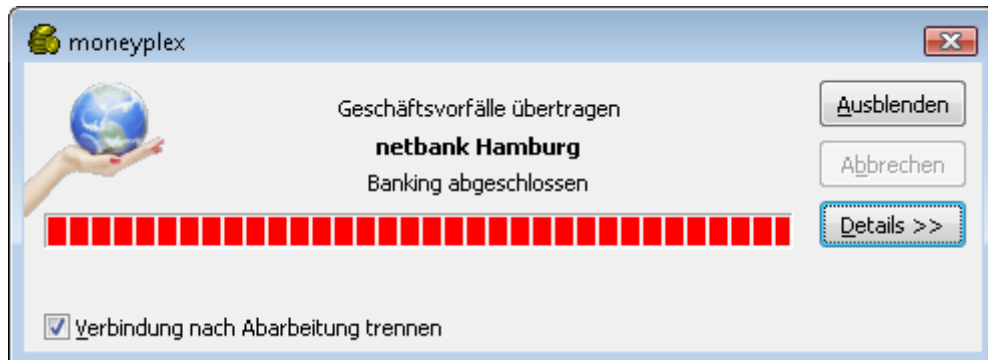 moneyplex
Geschäftsvorfälle übertragen
netbank Hamburg
Banking abgeschlossen
Ausblenden
Abbrechen
Details >>
Verbindung nach Abarbeitung trennen